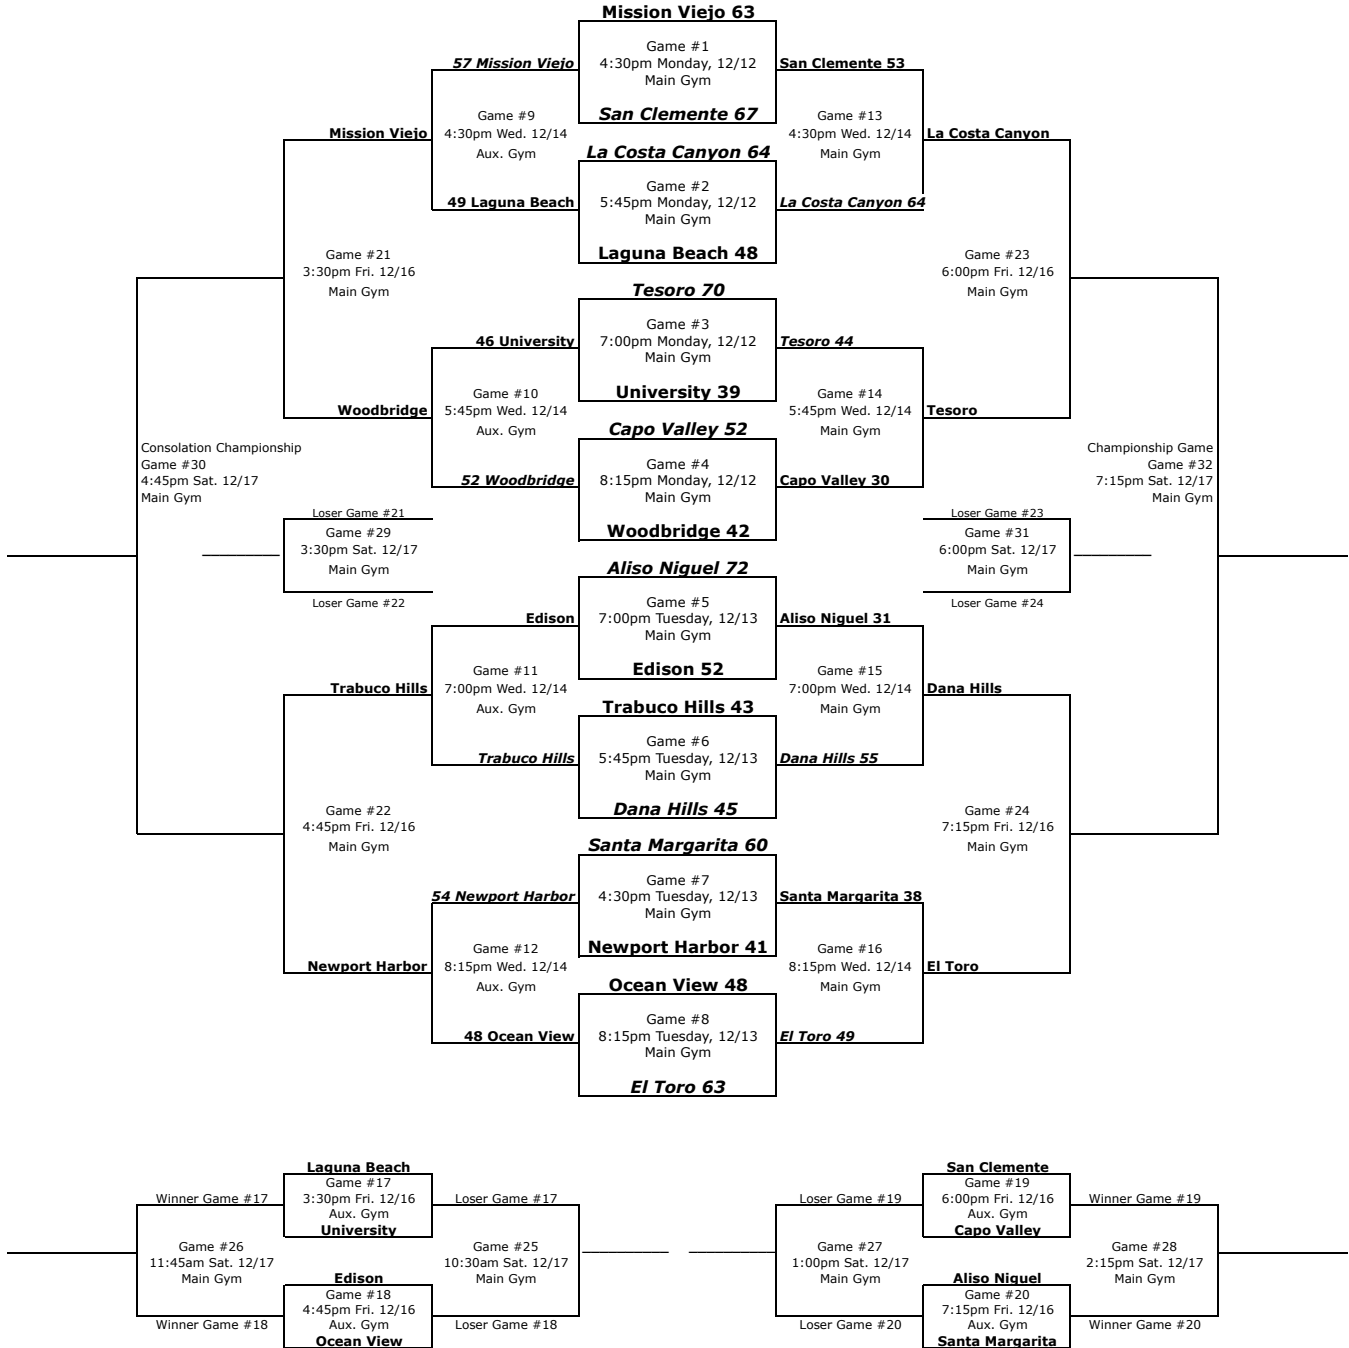 Mission Viejo 63
Game #1
4:30pm Monday, 12/12
Main Gym
San Clemente 67
57 Mission Viejo
San Clemente 53
Game #9
4:30pm Wed. 12/14
Aux. Gym
Game #13
4:30pm Wed. 12/14
Main Gym
Mission Viejo
La Costa Canyon
La Costa Canyon 64
Game #2
5:45pm Monday, 12/12
Main Gym
Laguna Beach 48
49 Laguna Beach
La Costa Canyon 64
Game #21
3:30pm Fri. 12/16
Main Gym
Game #23
6:00pm Fri. 12/16
Main Gym
Tesoro 70
Game #3
7:00pm Monday, 12/12
Main Gym
University 39
46 University
Tesoro 44
Game #10
5:45pm Wed. 12/14
Aux. Gym
Game #14
5:45pm Wed. 12/14
Main Gym
Woodbridge
Tesoro
Capo Valley 52
Game #4
8:15pm Monday, 12/12
Main Gym
Woodbridge 42
52 Woodbridge
Capo Valley 30
Consolation Championship
Game #30
4:45pm Sat. 12/17
Main Gym
Championship Game
Game #32
7:15pm Sat. 12/17
Main Gym
Loser Game #21
Game #29
3:30pm Sat. 12/17
Main Gym
Loser Game #22
Loser Game #23
Game #31
6:00pm Sat. 12/17
Main Gym
Loser Game #24
Aliso Niguel 72
Game #5
7:00pm Tuesday, 12/13
Main Gym
Edison 52
Edison
Aliso Niguel 31
Game #11
7:00pm Wed. 12/14
Aux. Gym
Game #15
7:00pm Wed. 12/14
Main Gym
Trabuco Hills
Dana Hills
Trabuco Hills 43
Game #6
5:45pm Tuesday, 12/13
Main Gym
Dana Hills 45
Trabuco Hills
Dana Hills 55
Game #22
4:45pm Fri. 12/16
Main Gym
Game #24
7:15pm Fri. 12/16
Main Gym
Santa Margarita 60
Game #7
4:30pm Tuesday, 12/13
Main Gym
Newport Harbor 41
54 Newport Harbor
Santa Margarita 38
Game #12
8:15pm Wed. 12/14
Aux. Gym
Game #16
8:15pm Wed. 12/14
Main Gym
Newport Harbor
El Toro
Ocean View 48
Game #8
8:15pm Tuesday, 12/13
Main Gym
El Toro 63
48 Ocean View
El Toro 49
Laguna Beach
Game #17
3:30pm Fri. 12/16
Aux. Gym
University
Winner Game #17
Loser Game #17
Game #26
11:45am Sat. 12/17
Main Gym
Game #25
10:30am Sat. 12/17
Main Gym
Edison
Game #18
4:45pm Fri. 12/16
Aux. Gym
Ocean View
Winner Game #18
Loser Game #18
San Clemente
Game #19
6:00pm Fri. 12/16
Aux. Gym
Capo Valley
Loser Game #19
Winner Game #19
Game #27
1:00pm Sat. 12/17
Main Gym
Game #28
2:15pm Sat. 12/17
Main Gym
Aliso Niguel
Game #20
7:15pm Fri. 12/16
Aux. Gym
Santa Margarita
Loser Game #20
Winner Game #20